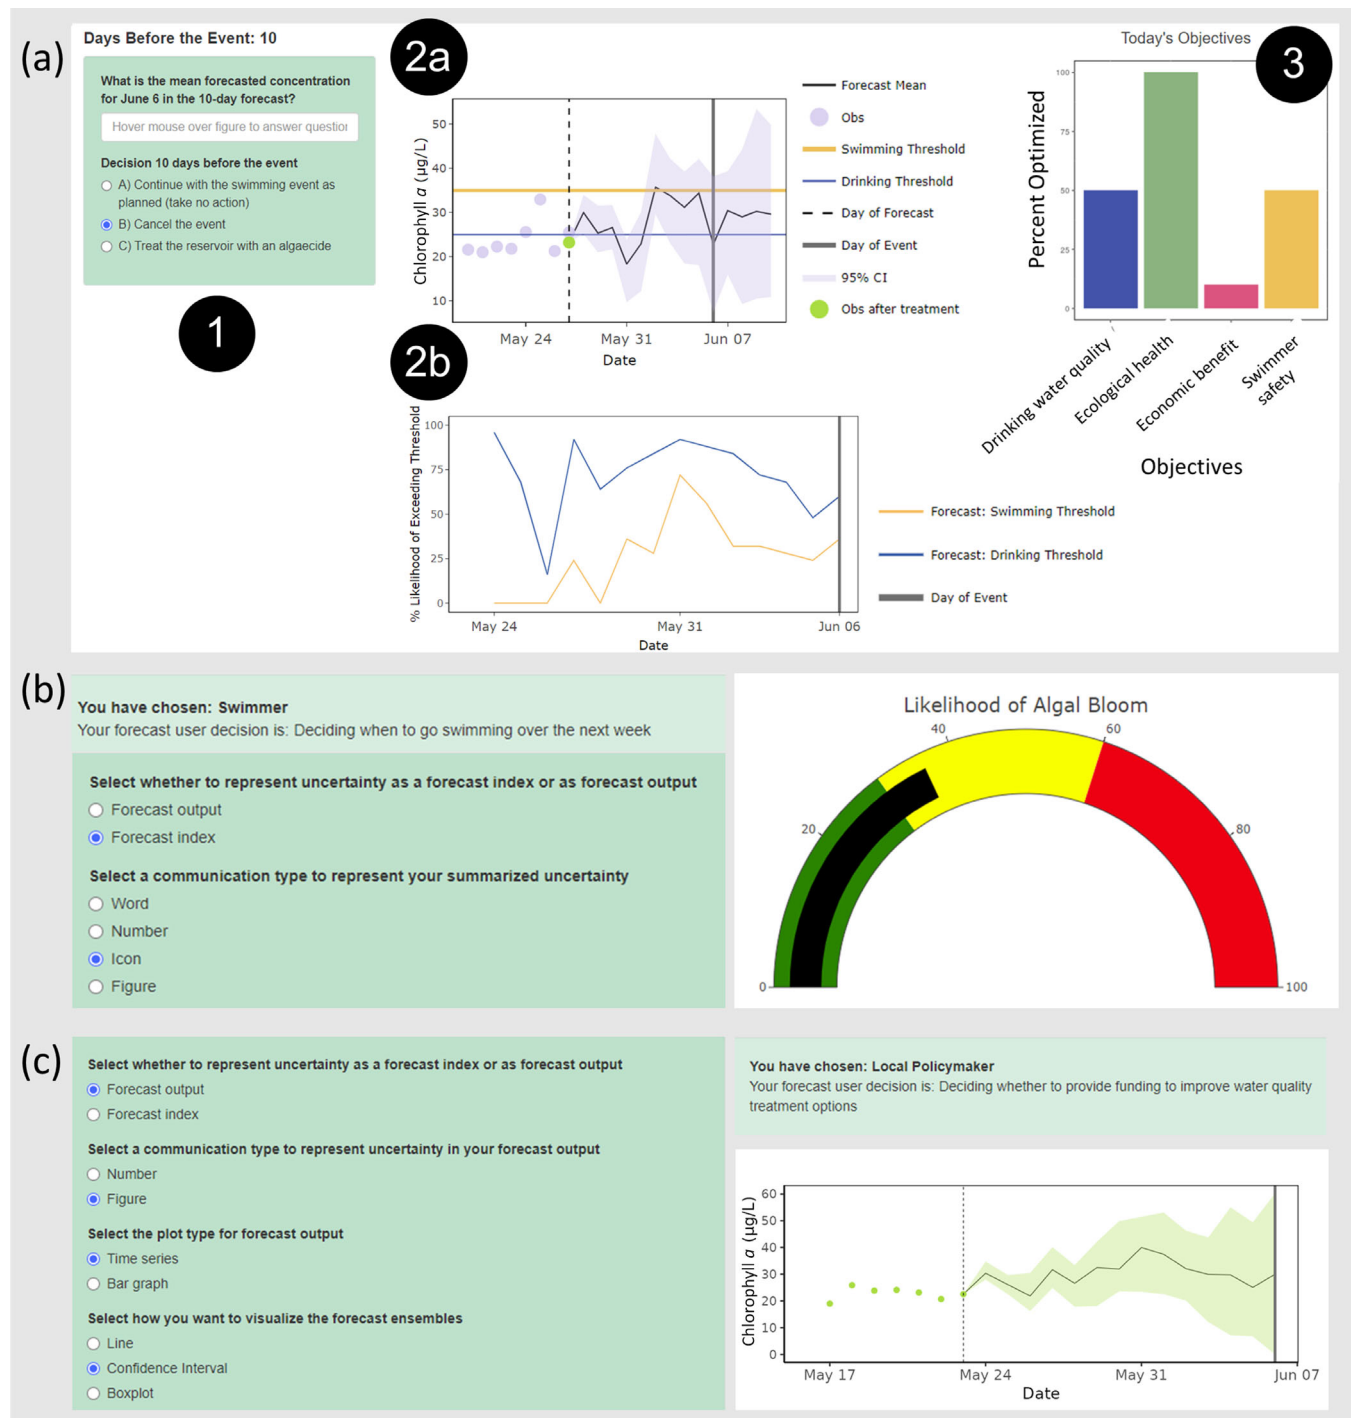 (a)
Days Before the Event: 10
What is the mean forecasted concentration
for June 6 in the 10-day forecast?
Hover mouse over figure to answer question
Decision 10 days before the event
A) Continue with the swimming event as
planned (take no action)
B) Cancel the event
C) Treat the reservoir with an algaecide
1
2a
Chlorophyll a (µg/L)
50
40
30
20
10
May 24
May 31
Jun 07
Date
Forecast Mean
Obs
Swimming Threshold
Drinking Threshold
Day of Forecast
Day of Event
95% CI
Obs after treatment
3
Today's Objectives
Percent Optimized
100
75
50
25
0
Drinking water quality
Ecological health
Economic benefit
Swimmer
safety
Objectives
2b
% Likelihood of Exceeding Threshold
100
75
50
25
0
May 24
May 31
Jun 06
Date
Forecast: Swimming Threshold
Forecast: Drinking Threshold
Day of Event
(b)
You have chosen: Swimmer
Your forecast user decision is: Deciding when to go swimming over the next week
Select whether to represent uncertainty as a forecast index or as forecast output
Forecast output
Forecast index
Select a communication type to represent your summarized uncertainty
Word
Number
Icon
Figure
Likelihood of Algal Bloom
0
20
40
60
80
100
(c)
Select whether to represent uncertainty as a forecast index or as forecast output
Forecast output
Forecast index
Select a communication type to represent uncertainty in your forecast output
Number
Figure
Select the plot type for forecast output
Time series
Bar graph
Select how you want to visualize the forecast ensembles
Line
Confidence Interval
Boxplot
You have chosen: Local Policymaker
Your forecast user decision is: Deciding whether to provide funding to improve water quality
treatment options
Chlorophyll a (µg/L)
60
50
40
30
20
10
0
May 17
May 24
May 31
Jun 07
Date